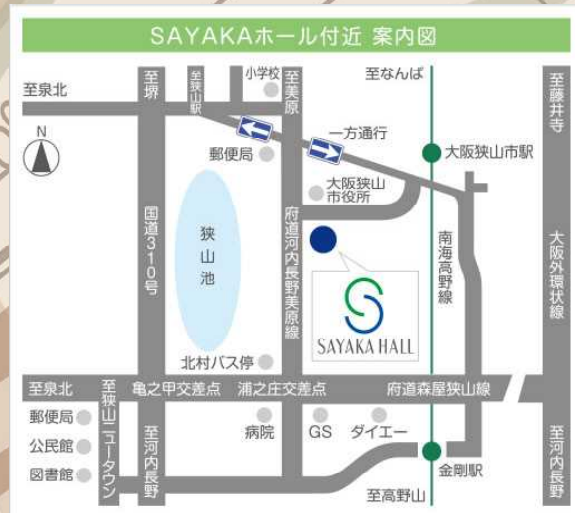 SAYAKAホール付近 案内図
至泉北
至堺
至狭山駅
小学校
至美原
至なんば
至藤井寺
N
郵便局
一方通行
大阪狭山市駅
大阪狭山
市役所
国道310号
狭山池
府道河内長野美原線
南海高野線
大阪外環状線
SAYAKA HALL
北村バス停
至泉北
亀之甲交差点
浦之庄交差点
府道森屋狭山線
郵便局
公民館
図書館
至狭山ニュータウン
至河内長野
病院
GS
ダイエー
金剛駅
至高野山
至河内長野